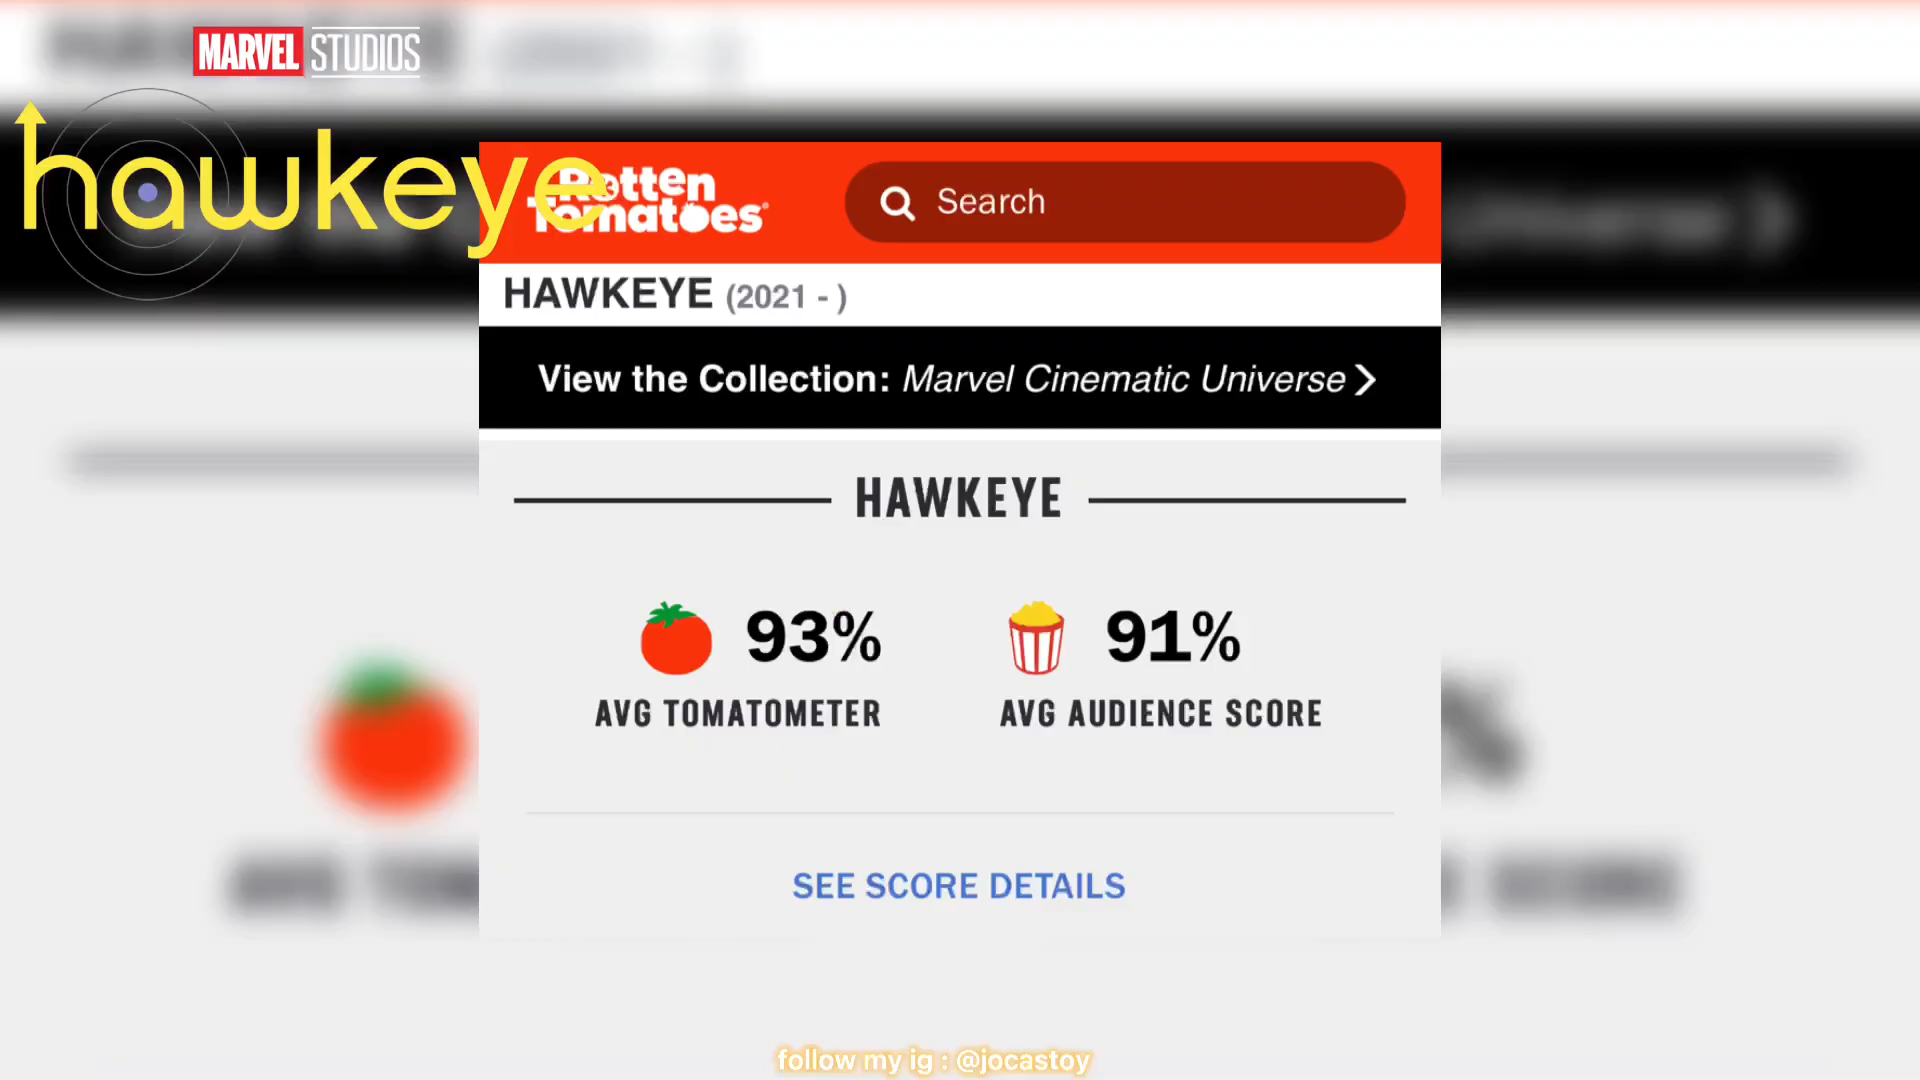 MARVEL STUDIOS
hawkeye
Rotten
Tomatoes
Search
HAWKEYE (2021 - )
View the Collection: Marvel Cinematic Universe
HAWKEYE
93%
91%
AVG TOMATOMETER
AVG AUDIENCE SCORE
SEE SCORE DETAILS
follow my ig : @jocastoy